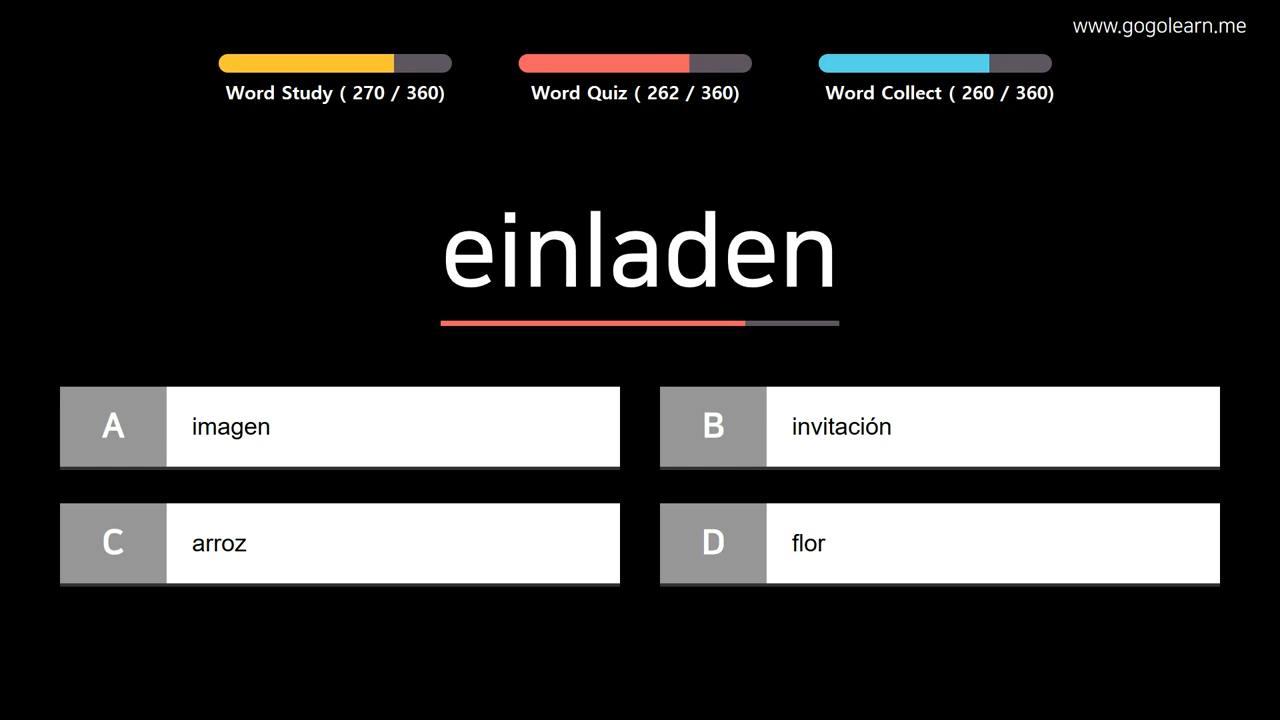 www.gogolearn.me
Word Study ( 270 / 360)
Word Quiz ( 262 / 360)
Word Collect ( 260 / 360)
einladen
A
imagen
B
invitación
C
arroz
D
flor